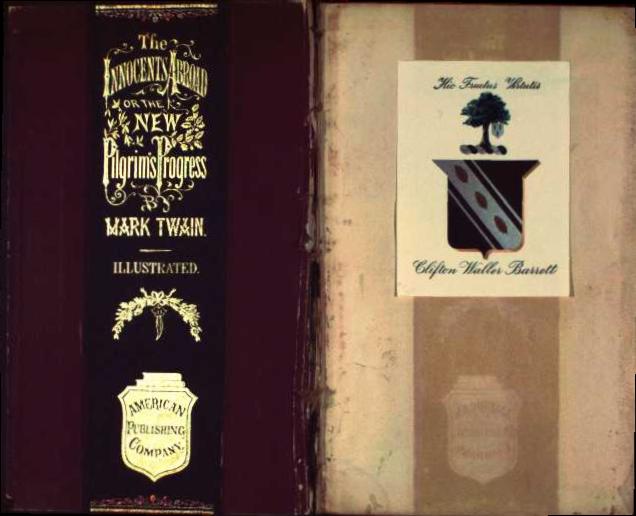 The
INNOCENTS ABROAD
OR THE
NEW
Pilgrim's Progress
BY
MARK TWAIN.
ILLUSTRATED.
AMERICAN
PUBLISHING
COMPANY.
Hic Fructus Virtutis
Clifton Waller Barrett